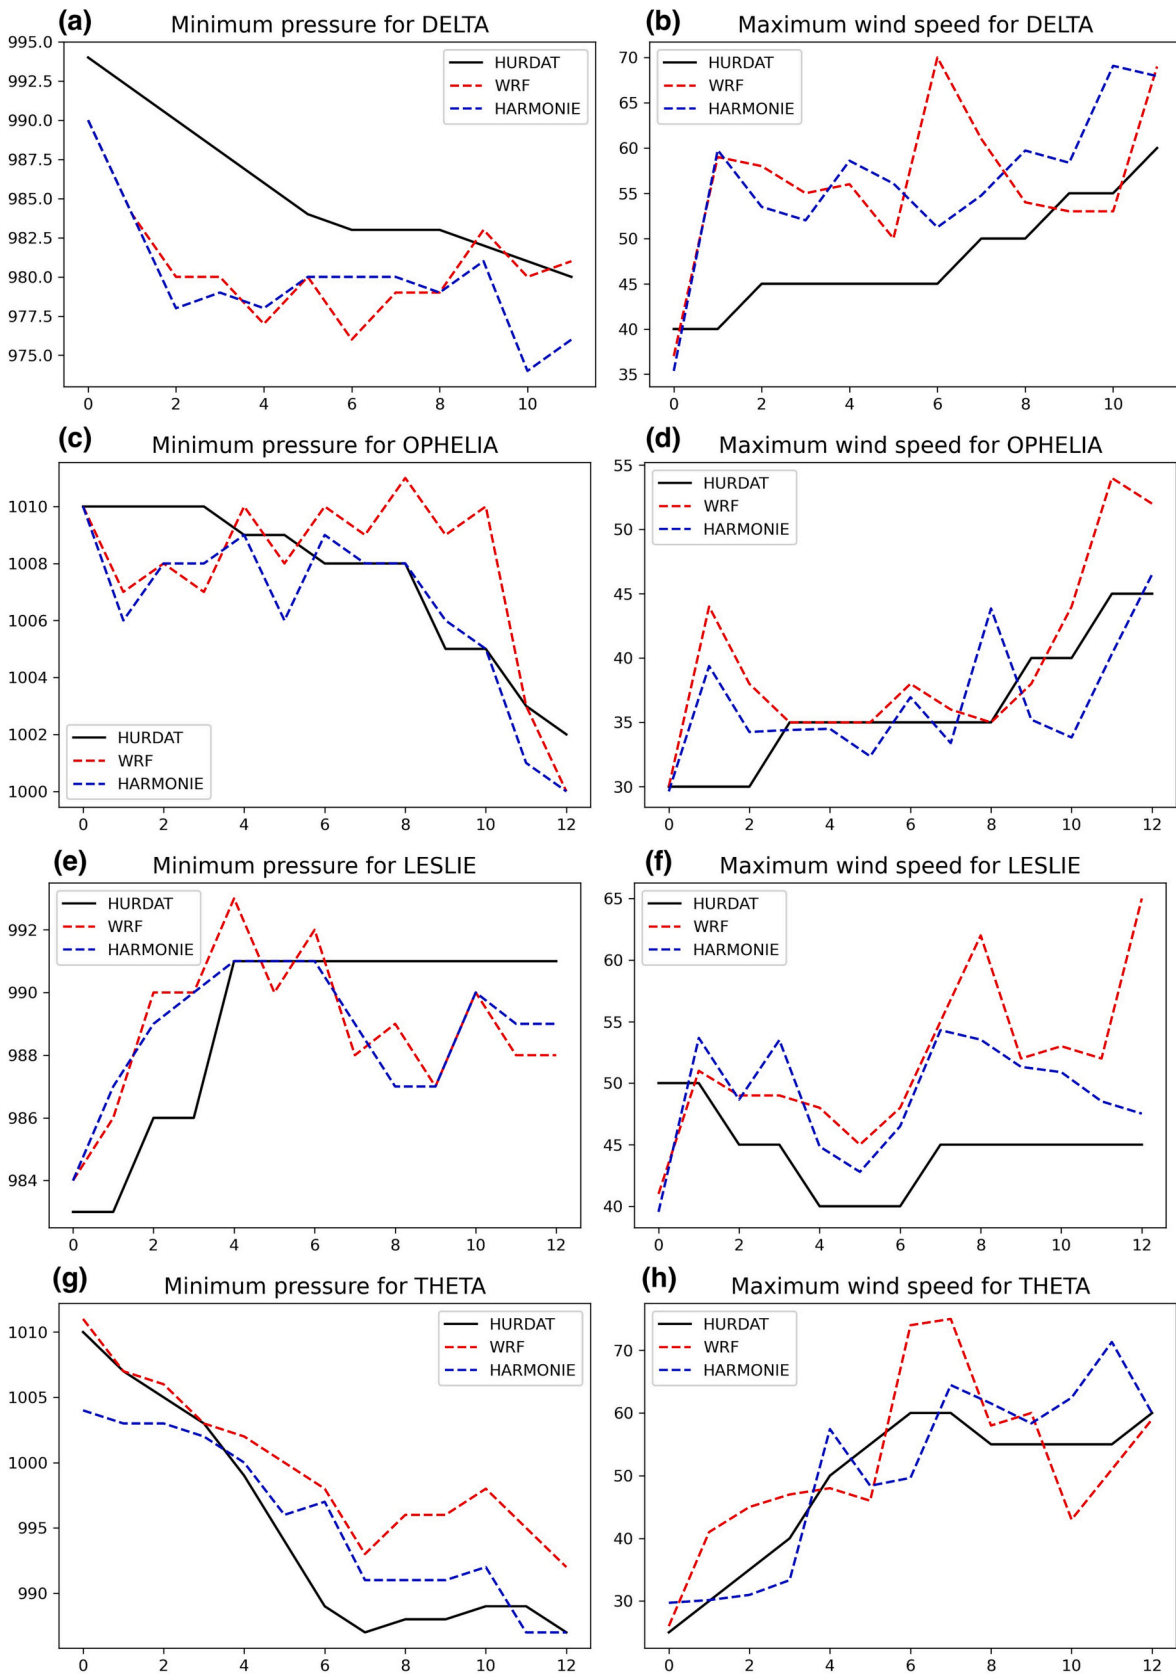 (a) Minimum pressure for DELTA
995.0
992.5
990.0
987.5
985.0
982.5
980.0
977.5
975.0
HURDAT
WRF
HARMONIE
0 2 4 6 8 10
(b) Maximum wind speed for DELTA
70
65
60
55
50
45
40
35
HURDAT
WRF
HARMONIE
0 2 4 6 8 10
(c) Minimum pressure for OPHELIA
1010
1008
1006
1004
1002
1000
HURDAT
WRF
HARMONIE
0 2 4 6 8 10 12
(d) Maximum wind speed for OPHELIA
55
50
45
40
35
30
HURDAT
WRF
HARMONIE
0 2 4 6 8 10 12
(e) Minimum pressure for LESLIE
992
990
988
986
984
HURDAT
WRF
HARMONIE
0 2 4 6 8 10 12
(f) Maximum wind speed for LESLIE
65
60
55
50
45
40
HURDAT
WRF
HARMONIE
0 2 4 6 8 10 12
(g) Minimum pressure for THETA
1010
1005
1000
995
990
HURDAT
WRF
HARMONIE
0 2 4 6 8 10 12
(h) Maximum wind speed for THETA
70
60
50
40
30
HURDAT
WRF
HARMONIE
0 2 4 6 8 10 12